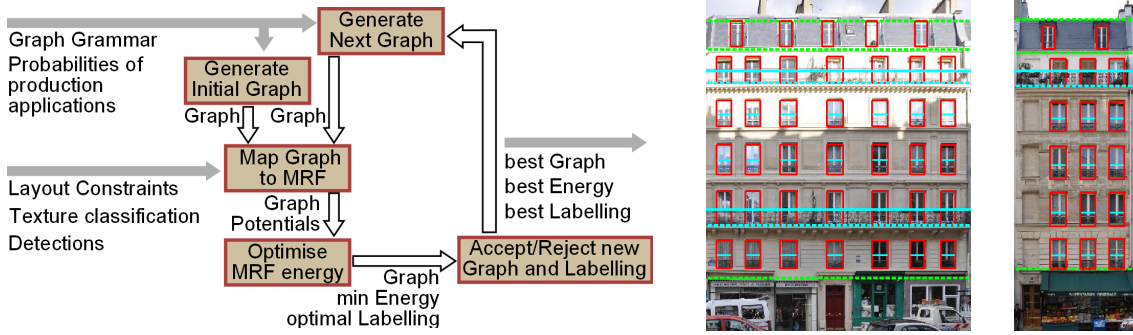 Graph Grammar
Probabilities of
production
applications
Generate
Next Graph
Generate
Initial Graph
Graph
Graph
Layout Constraints
Texture classification
Detections
Map Graph
to MRF
Graph
Potentials
Optimise
MRF energy
Graph
min Energy
optimal Labelling
Accept/Reject new
Graph and Labelling
best Graph
best Energy
best Labelling